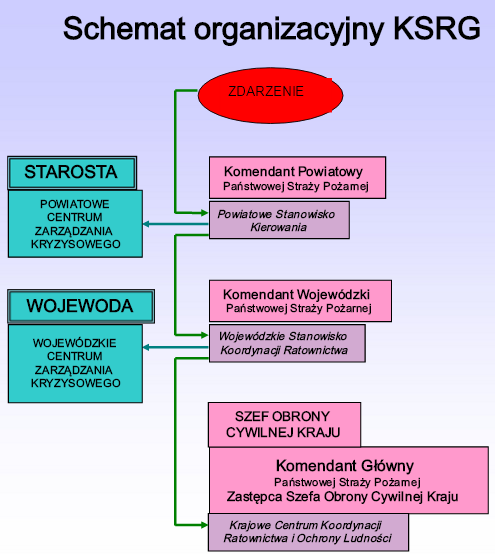 Schemat organizacyjny KSRG
ZDARZENIE
STAROSTA
POWIATOWE
CENTRUM
ZARZĄDZANIA
KRYZYSOWEGO
Komendant Powiatowy
Państwowej Straży Pożarnej
Powiatowe Stanowisko
Kierowania
WOJEWODA
WOJEWÓDZKIE
CENTRUM
ZARZĄDZANIA
KRYZYSOWEGO
Komendant Wojewódzki
Państwowej Straży Pożarnej
Wojewódzkie Stanowisko
Koordynacji Ratownictwa
SZEF OBRONY
CYWILNEJ KRAJU
Komendant Główny
Państwowej Straży Pożarnej
Zastępca Szefa Obrony Cywilnej Kraju
Krajowe Centrum Koordynacji
Ratownictwa i Ochrony Ludności